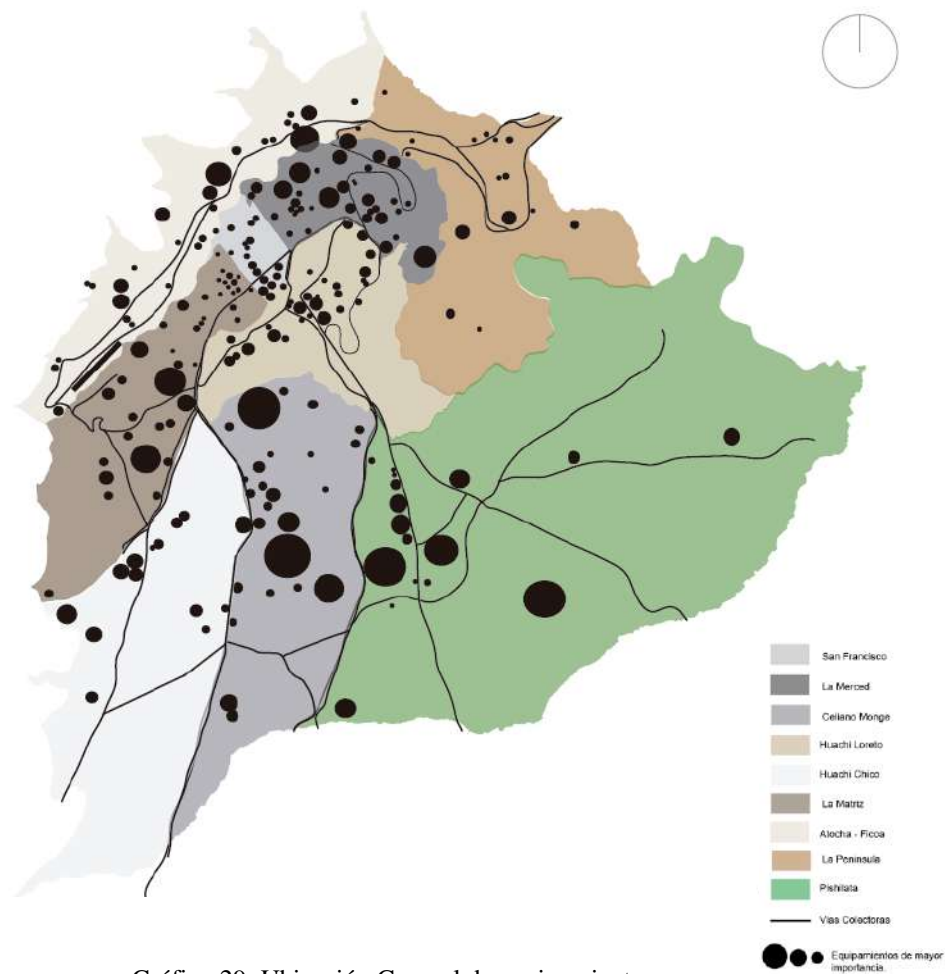 San Francisco
La Merced
Celiano Monge
Huachi Loreto
Huachi Chico
La Matriz
Atocha - Ficoa
La Peninsula
Pishilata
Vías Colectoras
Equipamientos de mayor
importancia.